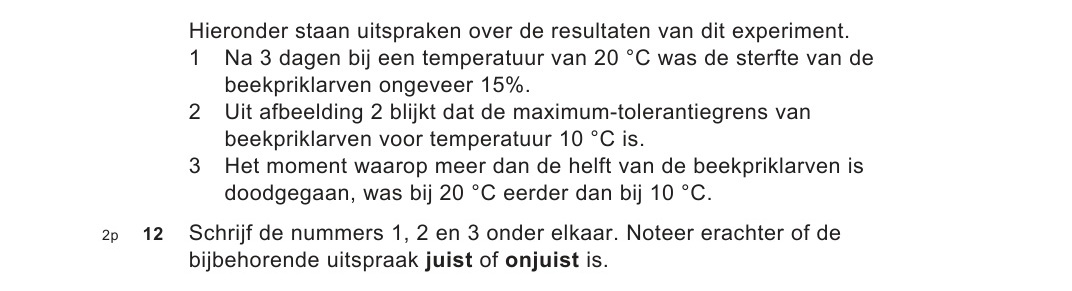 Hieronder staan uitspraken over de resultaten van dit experiment.
1 Na 3 dagen bij een temperatuur van 20 °C was de sterfte van de
beekpriklarven ongeveer 15%.
2 Uit afbeelding 2 blijkt dat de maximum-tolerantiegrens van
beekpriklarven voor temperatuur 10 °C is.
3 Het moment waarop meer dan de helft van de beekpriklarven is
doodgegaan, was bij 20 °C eerder dan bij 10 °C.
2p 12 Schrijf de nummers 1, 2 en 3 onder elkaar. Noteer erachter of de
bijbehorende uitspraak juist of onjuist is.